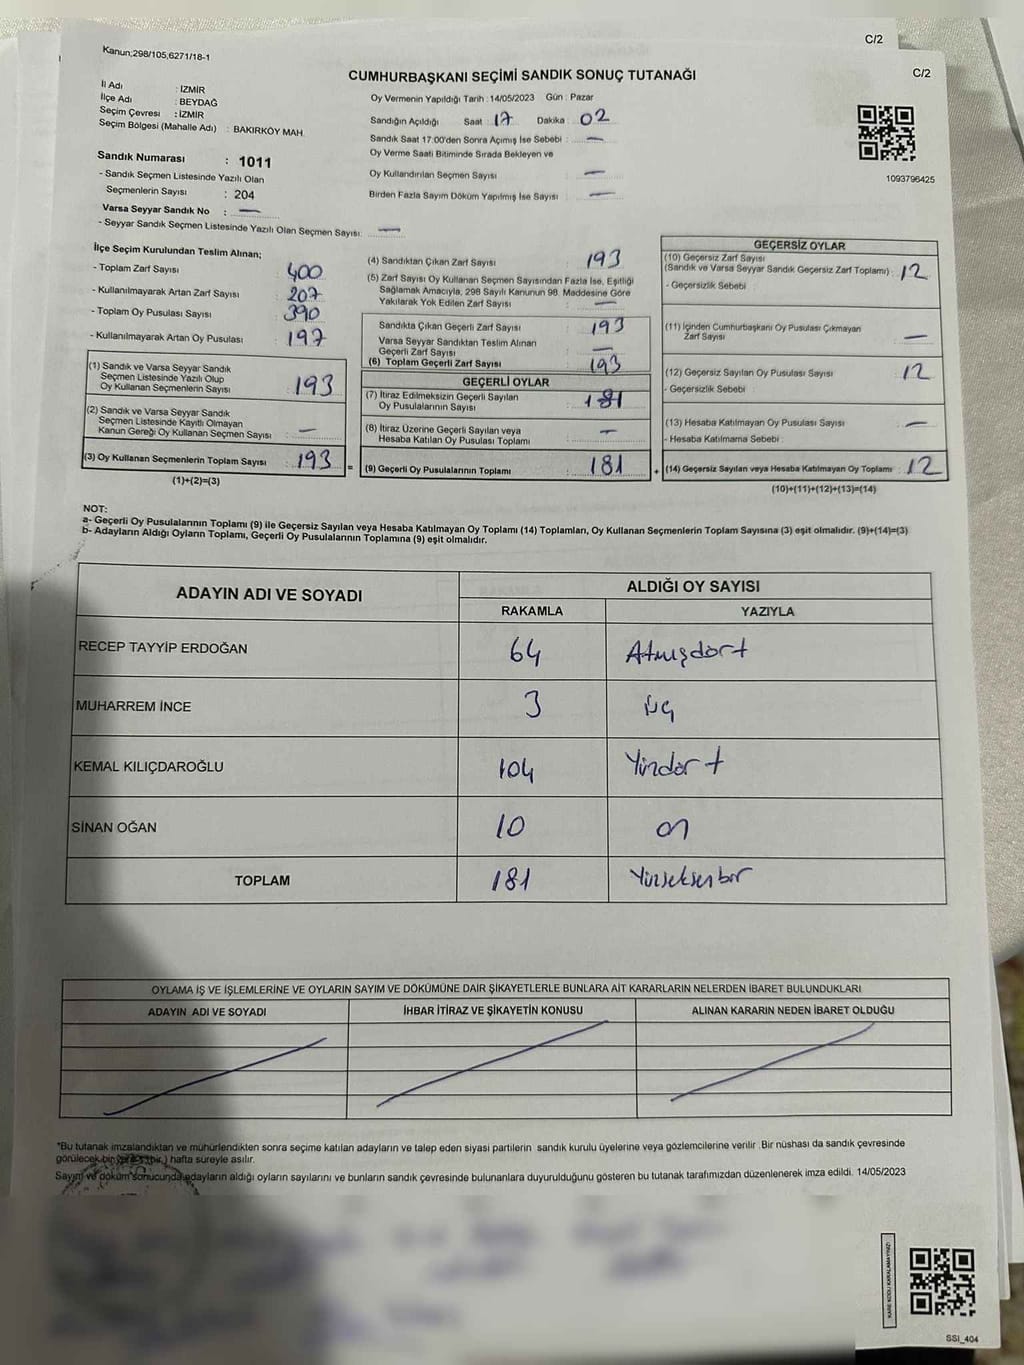 C/2
Kanun;298/105,6271/18-1
C/2
CUMHURBAŞKANI SEÇİMİ SANDIK SONUÇ TUTANAĞI
İl Adı : İZMİR
İlçe Adı : BEYDAĞ
Seçim Çevresi : İZMİR
Seçim Bölgesi (Mahalle Adı) : BAKIRKÖY MAH.
Oy Vermenin Yapıldığı Tarih : 14/05/2023 Gün : Pazar
Sandığın Açıldığı Saat : 17 Dakika : 02
Sandık Saat 17.00'den Sonra Açımış İse Sebebi : —
Oy Verme Saati Bitiminde Sırada Bekleyen ve
Oy Kullandırılan Seçmen Sayısı —
Birden Fazla Sayım Döküm Yapılmış İse Sayısı : —
1093796425
Sandık Numarası : 1011
- Sandık Seçmen Listesinde Yazılı Olan
Seçmenlerin Sayısı : 204
Varsa Seyyar Sandık No : —
- Seyyar Sandık Seçmen Listesinde Yazılı Olan Seçmen Sayısı: —
İlçe Seçim Kurulundan Teslim Alınan;
- Toplam Zarf Sayısı 400
- Kullanılmayarak Artan Zarf Sayısı : 207
- Toplam Oy Pusulası Sayısı : 390
- Kullanılmayarak Artan Oy Pusulası : 197
(1) Sandık ve Varsa Seyyar Sandık
Seçmen Listesinde Yazılı Olup
Oy Kullanan Seçmenlerin Sayısı : 193
(2) Sandık ve Varsa Seyyar Sandık
Seçmen Listesinde Kayıtlı Olmayan
Kanun Gereği Oy Kullanan Seçmen Sayısı : —
(3) Oy Kullanan Seçmenlerin Toplam Sayısı : 193 =
(1)+(2)=(3)
(4) Sandıktan Çıkan Zarf Sayısı : 193
(5) Zarf Sayısı Oy Kullanan Seçmen Sayısından Fazla İse, Eşitliği
Sağlamak Amacıyla, 298 Sayılı Kanunun 98. Maddesine Göre
Yakılarak Yok Edilen Zarf Sayısı : —
Sandıkta Çıkan Geçerli Zarf Sayısı : 193
Varsa Seyyar Sandıktan Teslim Alınan
Geçerli Zarf Sayısı : —
(6) Toplam Geçerli Zarf Sayısı : 193
GEÇERLİ OYLAR
(7) İtiraz Edilmeksizin Geçerli Sayılan
Oy Pusulalarının Sayısı : 181
(8) İtiraz Üzerine Geçerli Sayılan veya
Hesaba Katılan Oy Pusulası Toplamı : —
(9) Geçerli Oy Pusulalarının Toplamı : 181 +
GEÇERSİZ OYLAR
(10) Geçersiz Zarf Sayısı
(Sandık ve Varsa Seyyar Sandık Geçersiz Zarf Toplamı) : 12
- Geçersizlik Sebebi :
(11) İçinden Cumhurbaşkanı Oy Pusulası Çıkmayan
Zarf Sayısı : —
(12) Geçersiz Sayılan Oy Pusulası Sayısı : 12
- Geçersizlik Sebebi :
(13) Hesaba Katılmayan Oy Pusulası Sayısı : —
- Hesaba Katılmama Sebebi :
(14) Geçersiz Sayılan veya Hesaba Katılmayan Oy Toplamı : 12
(10)+(11)+(12)+(13)=(14)
NOT:
a- Geçerli Oy Pusulalarının Toplamı (9) ile Geçersiz Sayılan veya Hesaba Katılmayan Oy Toplamı (14) Toplamları, Oy Kullanan Seçmenlerin Toplam Sayısına (3) eşit olmalıdır. (9)+(14)=(3)
b- Adayların Aldığı Oyların Toplamı, Geçerli Oy Pusulalarının Toplamına (9) eşit olmalıdır.
ADAYIN ADI VE SOYADI ALDIĞI OY SAYISI
RAKAMLA YAZIYLA
RECEP TAYYİP ERDOĞAN 64 Atmışdört
MUHARREM İNCE 3 üç
KEMAL KILIÇDAROĞLU 104 Yüzdört
SİNAN OĞAN 10 on
TOPLAM 181 Yüzseksenbir
OYLAMA İŞ VE İŞLEMLERİNE VE OYLARIN SAYIM VE DÖKÜMÜNE DAİR ŞİKAYETLERLE BUNLARA AİT KARARLARIN NELERDEN İBARET BULUNDUKLARI
ADAYIN ADI VE SOYADI İHBAR İTİRAZ VE ŞİKAYETİN KONUSU ALINAN KARARIN NEDEN İBARET OLDUĞU
*Bu tutanak imzalandıktan ve mühürlendikten sonra seçime katılan adayların ve talep eden siyasi partilerin sandık kurulu üyelerine veya gözlemcilerine verilir. Bir nüshası da sandık çevresinde
görülecek bir yere 1(bir.) hafta süreyle asılır.
Sayım ve döküm sonucunda adayların aldığı oyların sayılarını ve bunların sandık çevresinde bulunanlara duyurulduğunu gösteren bu tutanak tarafımızdan düzenlenerek imza edildi. 14/05/2023
KARE KODU KARALAMAYINIZ!
SSI_404